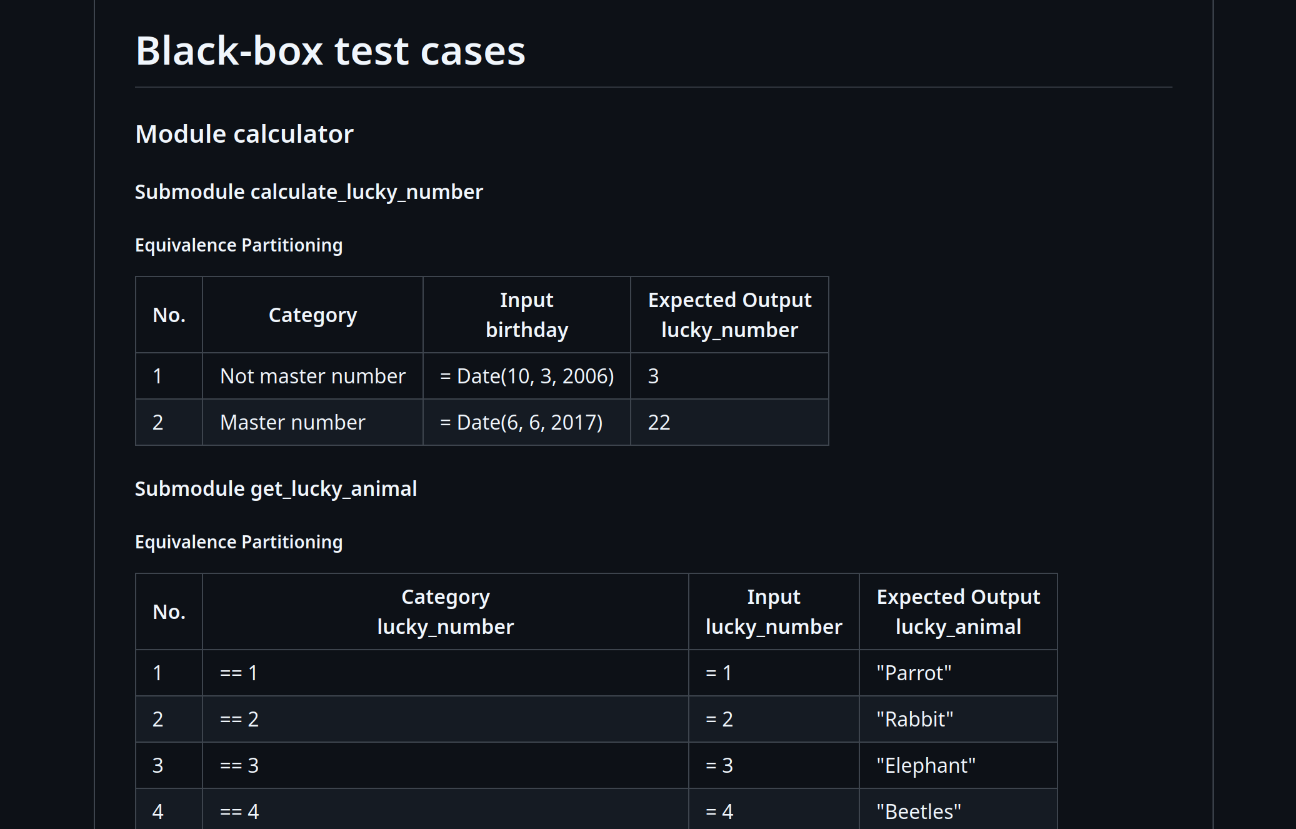 Black-box test cases
Module calculator
Submodule calculate_lucky_number
Equivalence Partitioning
No. Category Input birthday Expected Output lucky_number
1 Not master number = Date(10, 3, 2006) 3
2 Master number = Date(6, 6, 2017) 22
Submodule get_lucky_animal
Equivalence Partitioning
No. Category lucky_number Input lucky_number Expected Output lucky_animal
1 == 1 = 1 "Parrot"
2 == 2 = 2 "Rabbit"
3 == 3 = 3 "Elephant"
4 == 4 = 4 "Beetles"